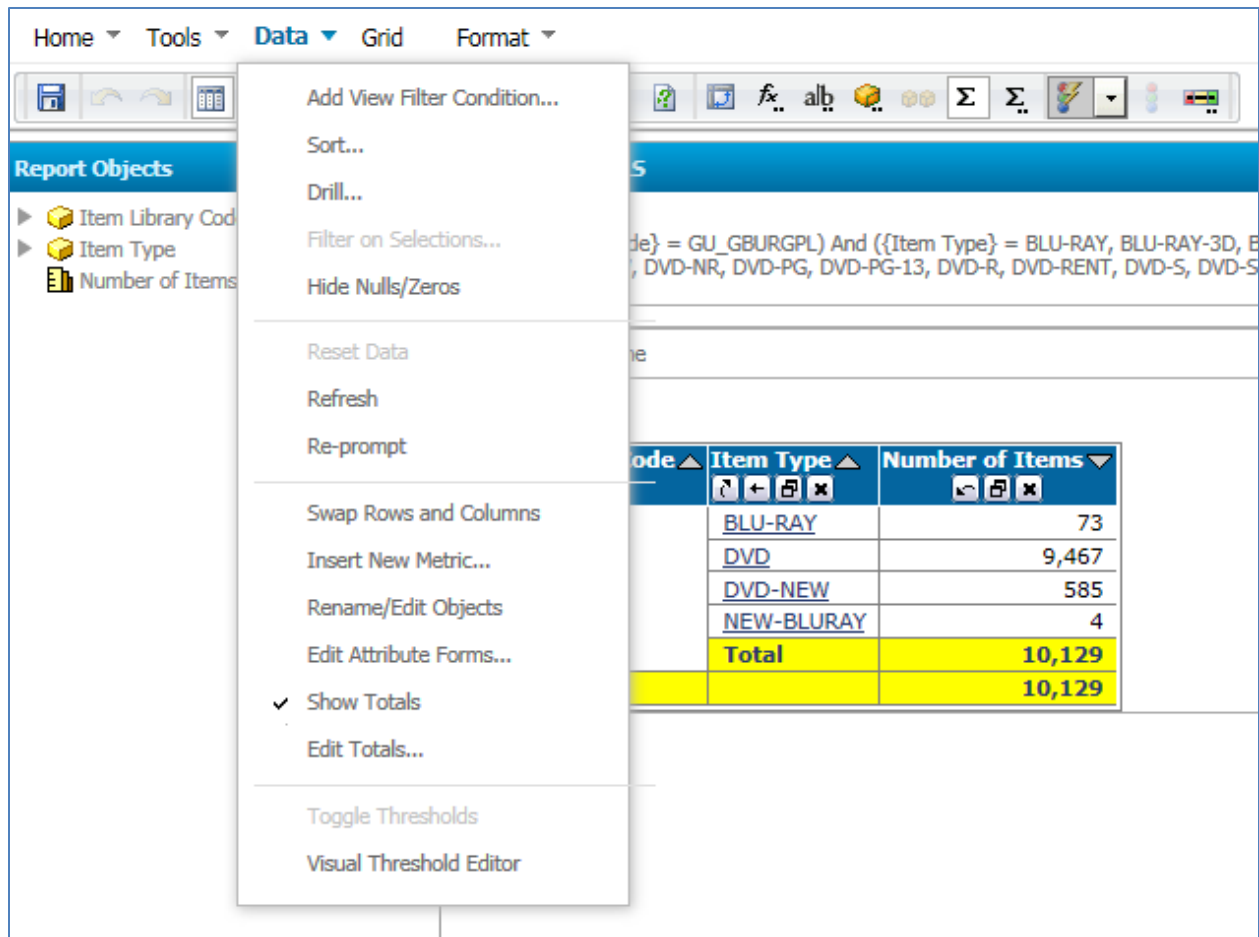 Home Tools Data Grid Format
fx ab Σ Σ
Add View Filter Condition...
Sort...
Drill...
Filter on Selections...
Hide Nulls/Zeros
Reset Data
Refresh
Re-prompt
Swap Rows and Columns
Insert New Metric...
Rename/Edit Objects
Edit Attribute Forms...
Show Totals
Edit Totals...
Toggle Thresholds
Visual Threshold Editor
Report Objects
Item Library Cod
Item Type
Number of Items
S
de} = GU_GBURGPL) And ({Item Type} = BLU-RAY, BLU-RAY-3D, B
, DVD-NR, DVD-PG, DVD-PG-13, DVD-R, DVD-RENT, DVD-S, DVD-S
ne
ode Item Type Number of Items
BLU-RAY 73
DVD 9,467
DVD-NEW 585
NEW-BLURAY 4
Total 10,129
10,129